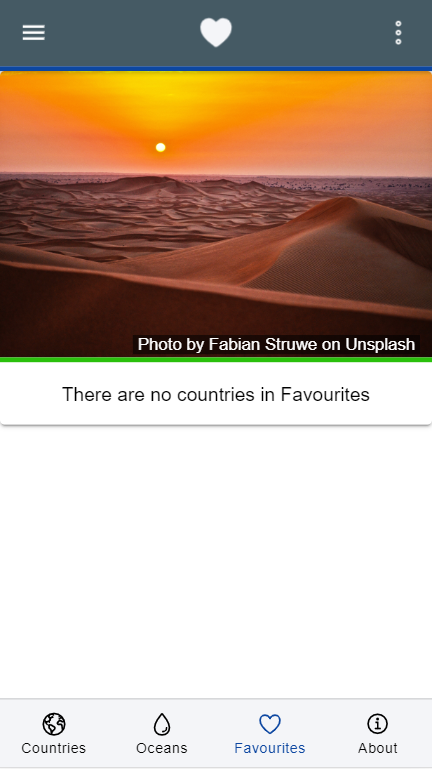 Photo by Fabian Struwe on Unsplash
There are no countries in Favourites
Countries
Oceans
Favourites
About